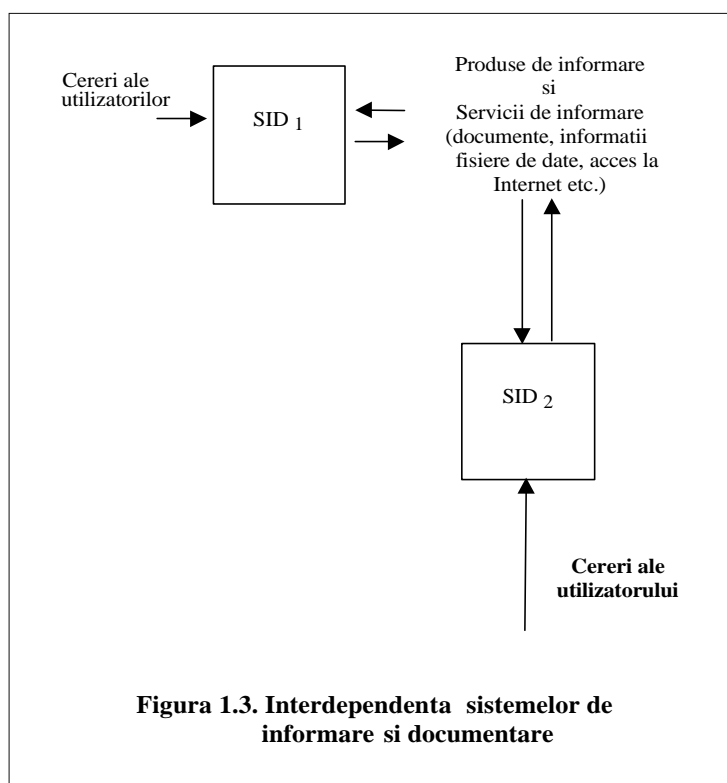 Cereri ale
utilizatorilor
SID 1
Produse de informare
si
Servicii de informare
(documente, informatii
fisiere de date, acces la
Internet etc.)
SID 2
Cereri ale
utilizatorului
Figura 1.3. Interdependenta sistemelor de
informare si documentare